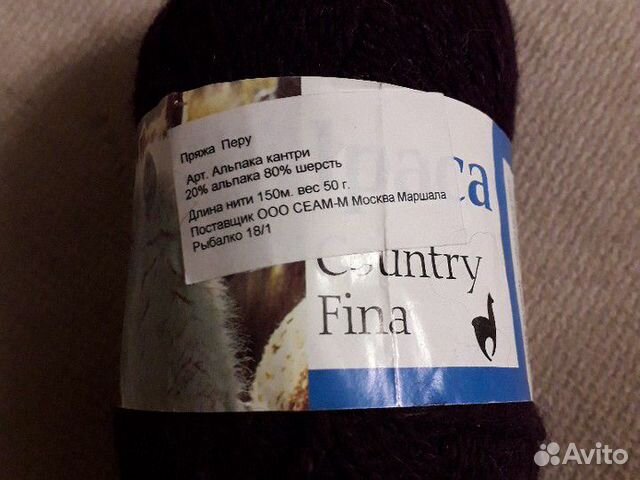 Пряжа Перу
Арт. Альпака кантри
20% альпака 80% шерсть
Длина нити 150м. вес 50 г.
Поставщик ООО СЕАМ-М Москва Маршала
Рыбалко 18/1
ca
Country
Fina
Avito